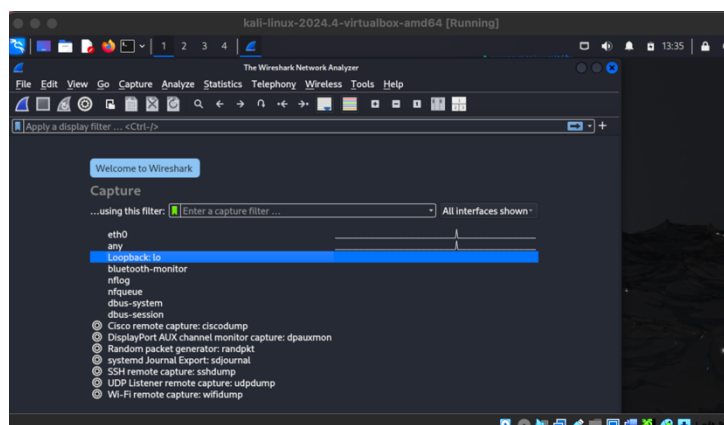 kali-linux-2024.4-virtualbox-amd64 [Running]
1 2 3 4 13:35
The Wireshark Network Analyzer
File Edit View Go Capture Analyze Statistics Telephony Wireless Tools Help
Apply a display filter ... <Ctrl-/>
Welcome to Wireshark
Capture
...using this filter: Enter a capture filter ... All interfaces shown
eth0
any
Loopback: lo
bluetooth-monitor
nflog
nfqueue
dbus-system
dbus-session
Cisco remote capture: ciscodump
DisplayPort AUX channel monitor capture: dpauxmon
Random packet generator: randpkt
systemd Journal Export: sdjournal
SSH remote capture: sshdump
UDP Listener remote capture: udpdump
Wi-Fi remote capture: wifidump